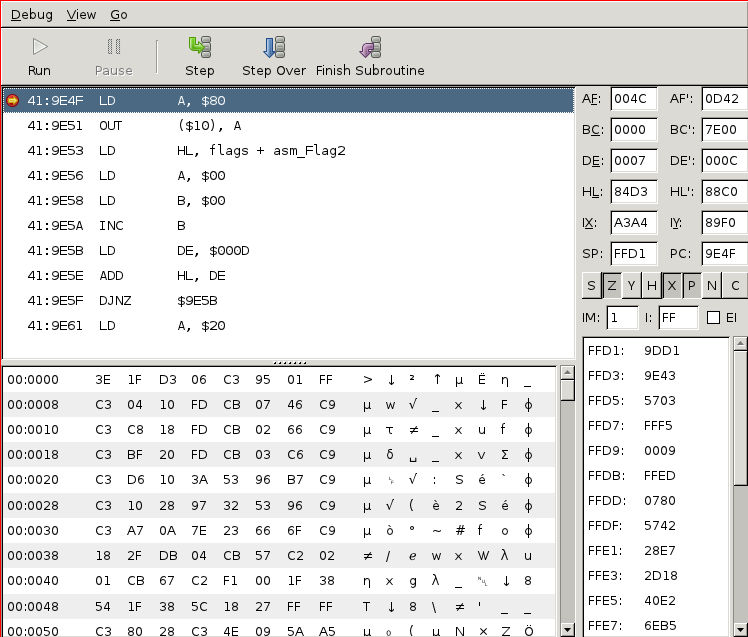 Debug View Go
Run Pause Step Step Over Finish Subroutine
41:9E4F LD A, $80
41:9E51 OUT ($10), A
41:9E53 LD HL, flags + asm_Flag2
41:9E56 LD A, $00
41:9E58 LD B, $00
41:9E5A INC B
41:9E5B LD DE, $000D
41:9E5E ADD HL, DE
41:9E5F DJNZ $9E5B
41:9E61 LD A, $20
AF: 004C AF': 0D42
BC: 0000 BC': 7E00
DE: 0007 DE': 000C
HL: 84D3 HL': 88C0
IX: A3A4 IY: 89F0
SP: FFD1 PC: 9E4F
S Z Y H X P N C
IM: 1 I: FF EI
00:0000 3E 1F D3 06 C3 95 01 FF > ↓ ² ↑ µ Ë η _
00:0008 C3 04 10 FD CB 07 46 C9 µ w √ _ x ↓ F ф
00:0010 C3 C8 18 FD CB 02 66 C9 µ τ ≠ _ x u f ф
00:0018 C3 BF 20 FD CB 03 C6 C9 µ δ ␣ _ x v Σ ф
00:0020 C3 D6 10 3A 53 96 B7 C9 µ √ : S é ` ф
00:0028 C3 10 28 97 32 53 96 C9 µ √ ( è 2 S é ф
00:0030 C3 A7 0A 7E 23 66 6F C9 µ ò ° ~ # f o ф
00:0038 18 2F DB 04 CB 57 C2 02 ≠ / e w x W λ u
00:0040 01 CB 67 C2 F1 00 1F 38 η x g λ _ ␀ ↓ 8
00:0048 54 1F 38 5C 18 27 FF FF T ↓ 8 \ ≠ ' _ _
00:0050 C3 80 28 C3 4E 09 5A A5 µ ₀ ( µ N × Z Ö
FFD1: 9DD1
FFD3: 9E43
FFD5: 5703
FFD7: FFF5
FFD9: 0009
FFDB: FFED
FFDD: 0780
FFDF: 5742
FFE1: 28E7
FFE3: 2D18
FFE5: 40E2
FFE7: 6EB5